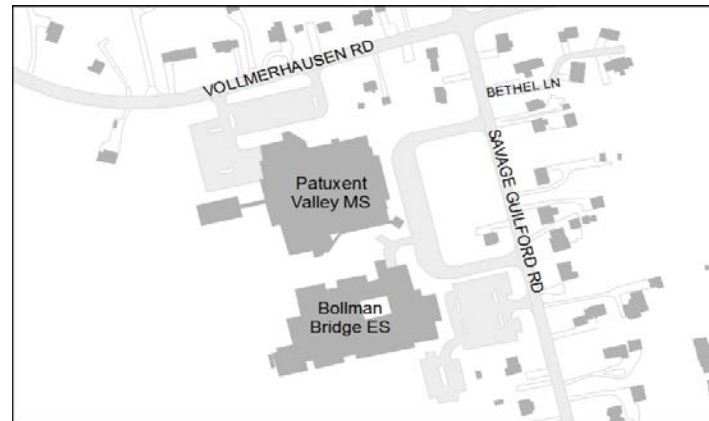 VOLLMERHAUSEN RD
BETHEL LN
SAVAGE GUILFORD RD
Patuxent
Valley MS
Bollman
Bridge ES